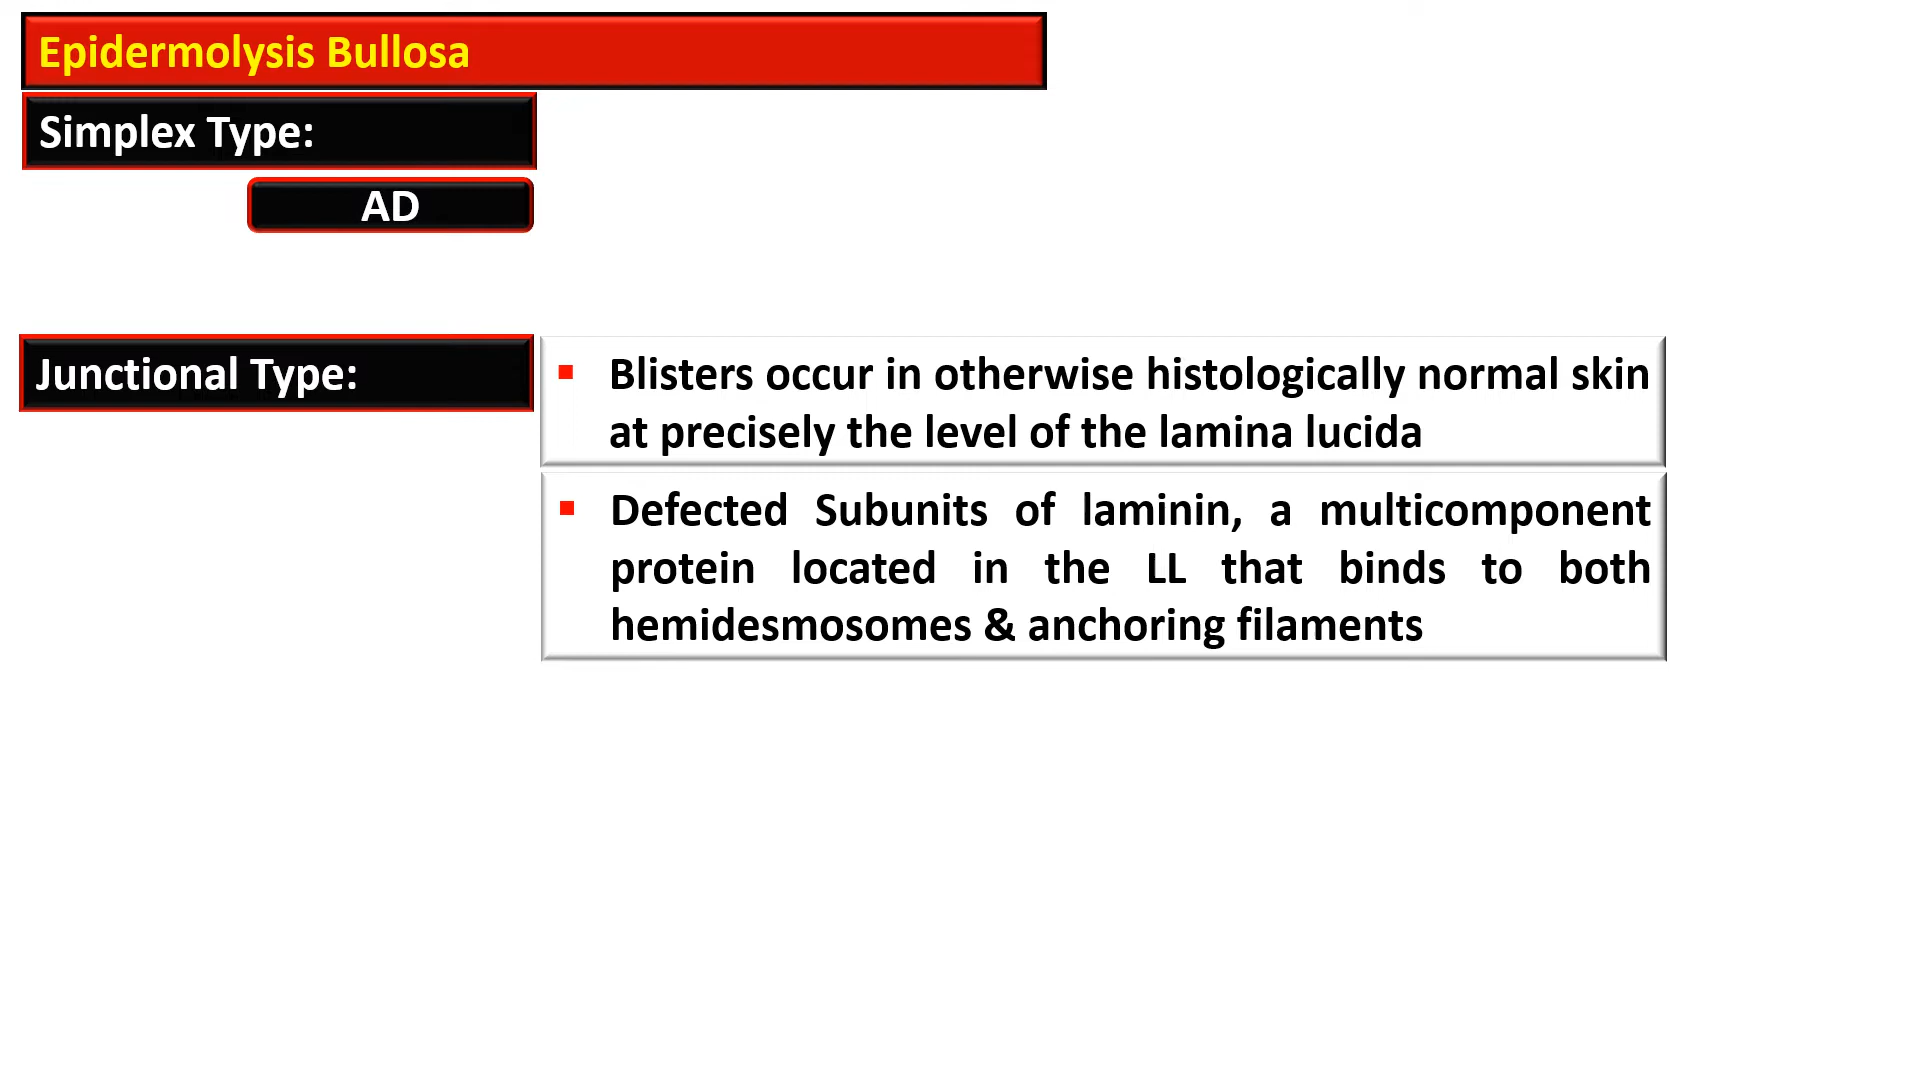 Epidermolysis Bullosa
Simplex Type:
AD
Junctional Type:
▪ Blisters occur in otherwise histologically normal skin
at precisely the level of the lamina lucida
▪ Defected Subunits of laminin, a multicomponent
protein located in the LL that binds to both
hemidesmosomes & anchoring filaments